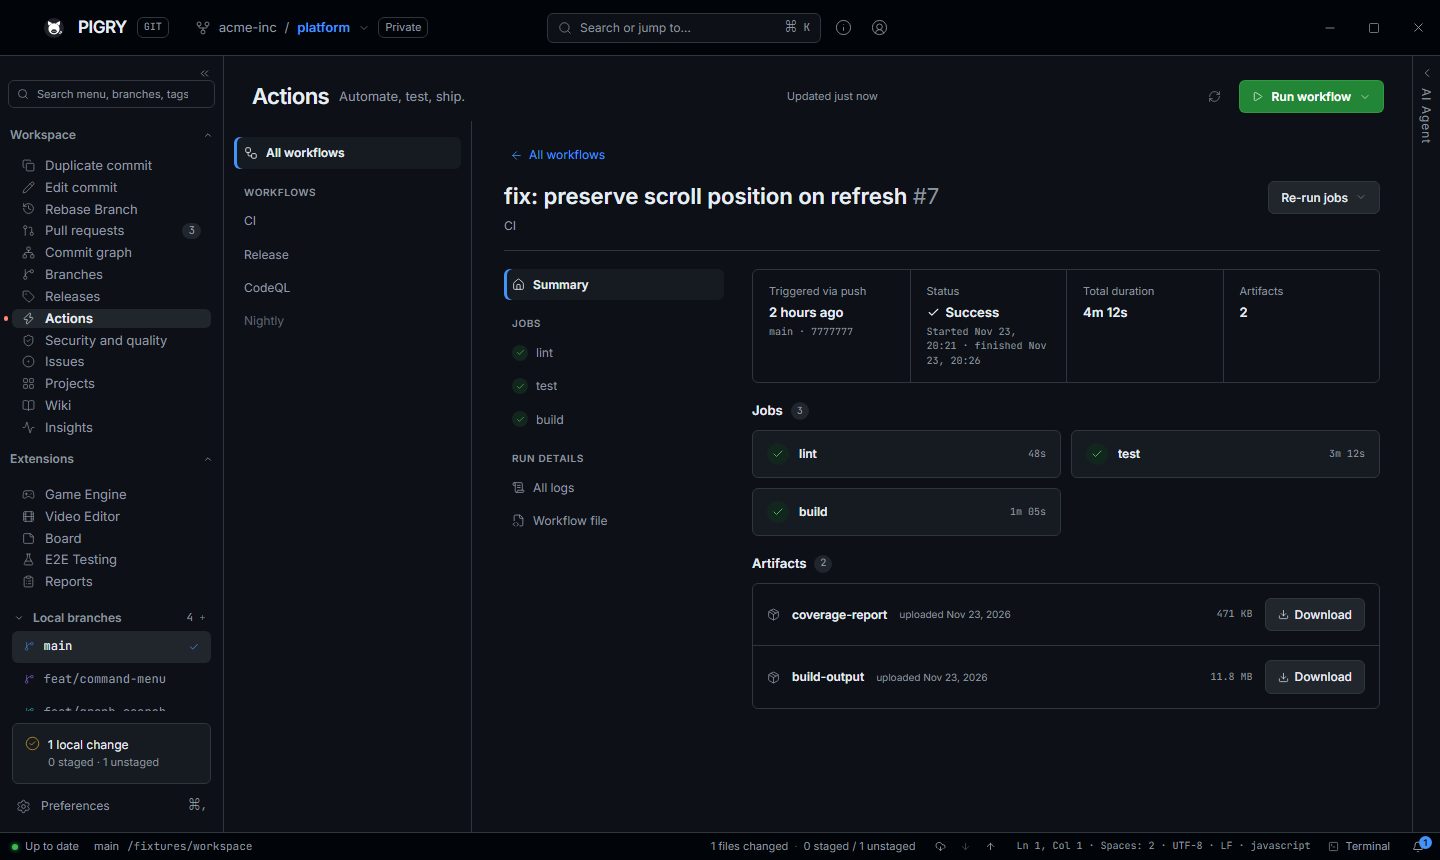 PIGRY GIT
acme-inc / platform Private
Search or jump to... ⌘ K
Search menu, branches, tags
Workspace
Duplicate commit
Edit commit
Rebase Branch
Pull requests 3
Commit graph
Branches
Releases
Actions
Security and quality
Issues
Projects
Wiki
Insights
Extensions
Game Engine
Video Editor
Board
E2E Testing
Reports
Local branches 4 +
main
feat/command-menu
1 local change
0 staged · 1 unstaged
Preferences ⌘,
Actions Automate, test, ship.
Updated just now
Run workflow
All workflows
WORKFLOWS
CI
Release
CodeQL
Nightly
← All workflows
fix: preserve scroll position on refresh #7
CI
Re-run jobs
Summary
JOBS
lint
test
build
RUN DETAILS
All logs
Workflow file
Triggered via push
2 hours ago
main · 7777777
Status
Success
Started Nov 23,
20:21 · finished Nov
23, 20:26
Total duration
4m 12s
Artifacts
2
Jobs 3
lint 48s
test 3m 12s
build 1m 05s
Artifacts 2
coverage-report uploaded Nov 23, 2026 471 KB Download
build-output uploaded Nov 23, 2026 11.8 MB Download
AI Agent
Up to date main /fixtures/workspace
1 files changed · 0 staged / 1 unstaged
Ln 1, Col 1 · Spaces: 2 · UTF-8 · LF · javascript
Terminal
1